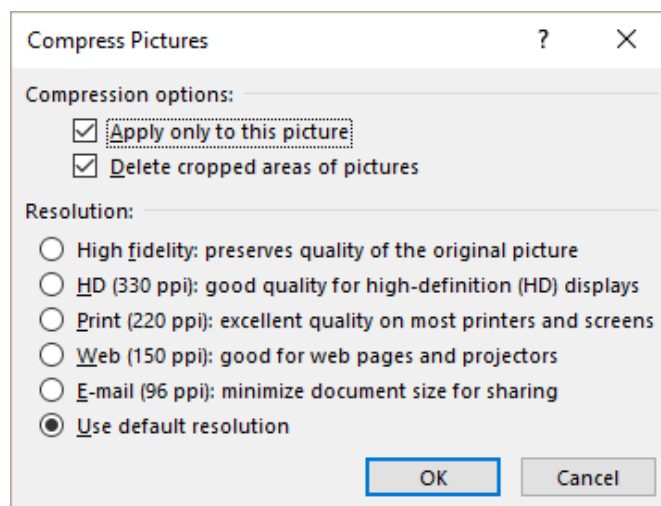 Compress Pictures
Compression options:
Apply only to this picture
Delete cropped areas of pictures
Resolution:
High fidelity: preserves quality of the original picture
HD (330 ppi): good quality for high-definition (HD) displays
Print (220 ppi): excellent quality on most printers and screens
Web (150 ppi): good for web pages and projectors
E-mail (96 ppi): minimize document size for sharing
Use default resolution
OK Cancel